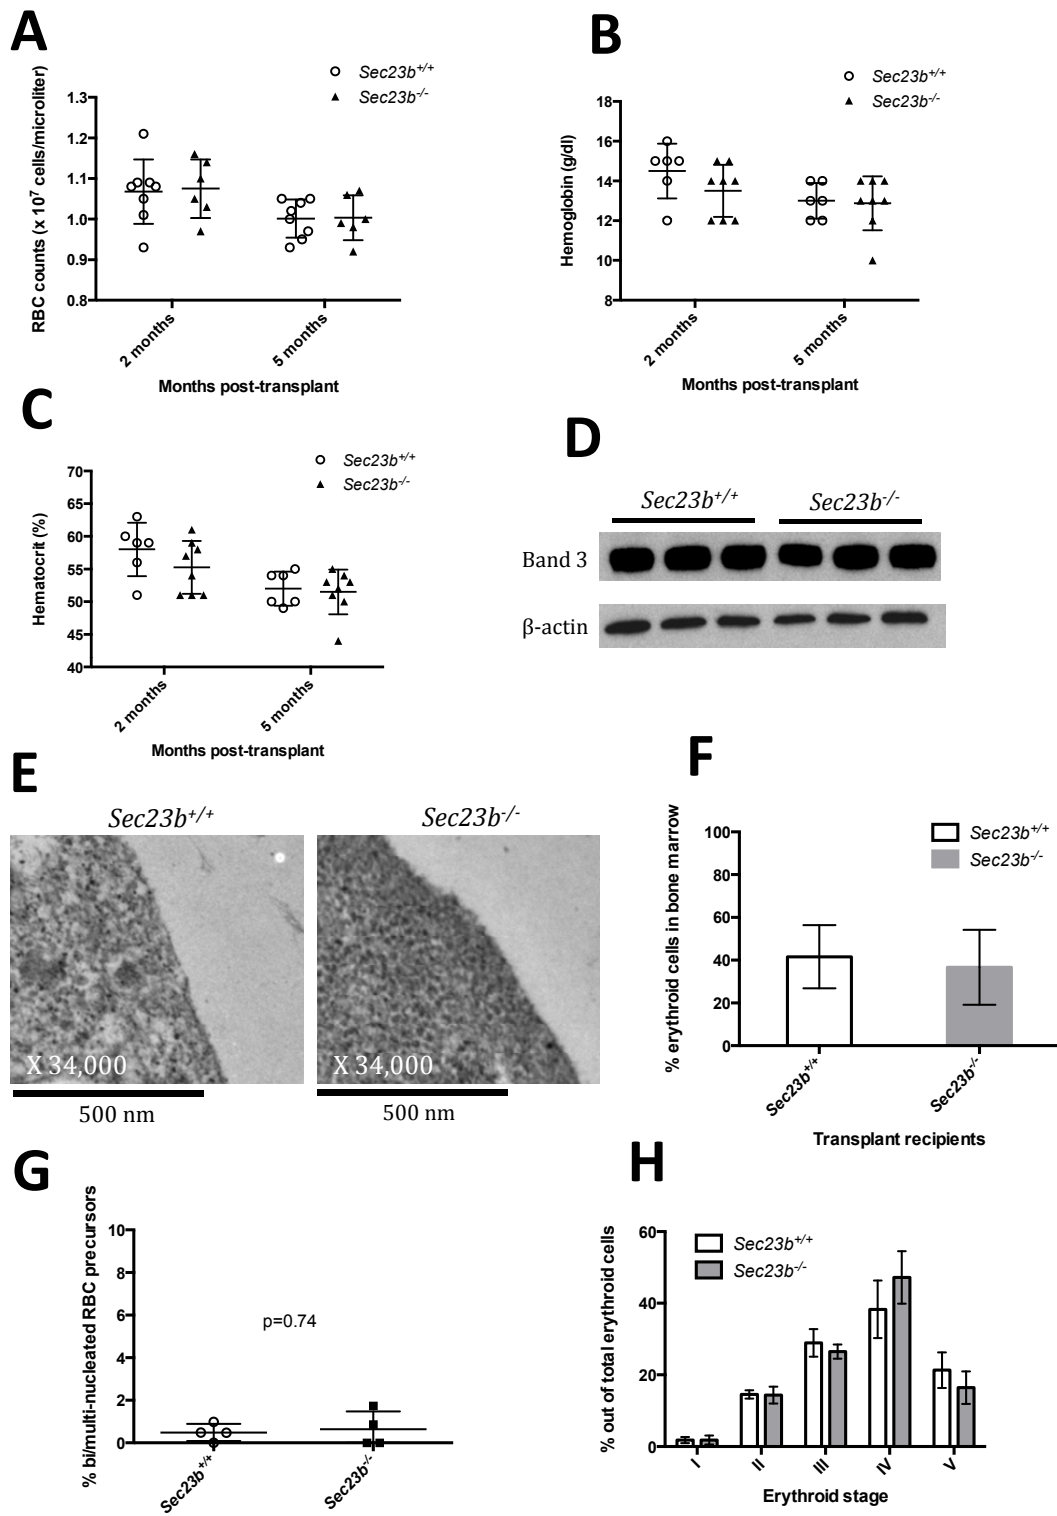 A
Sec23b+/+
Sec23b-/-
RBC counts (x 10⁷ cells/microliter)
1.3
1.2
1.1
1.0
0.9
0.8
2 months
5 months
Months post-transplant
B
Sec23b+/+
Sec23b-/-
Hemoglobin (g/dl)
18
16
14
12
10
8
2 months
5 months
Months post-transplant
C
Sec23b+/+
Sec23b-/-
Hematocrit (%)
70
65
60
55
50
45
40
2 months
5 months
Months post-transplant
D
Sec23b+/+ Sec23b-/-
Band 3
β-actin
E
Sec23b+/+ Sec23b-/-
X 34,000 X 34,000
500 nm 500 nm
F
Sec23b+/+
Sec23b-/-
% erythroid cells in bone marrow
100
80
60
40
20
0
Sec23b+/+
Sec23b-/-
Transplant recipients
G
% bi/multi-nucleated RBC precursors
10
8
6
4
2
0
p=0.74
Sec23b+/+
Sec23b-/-
H
Sec23b+/+
Sec23b-/-
% out of total erythroid cells
60
40
20
0
I II III IV V
Erythroid stage